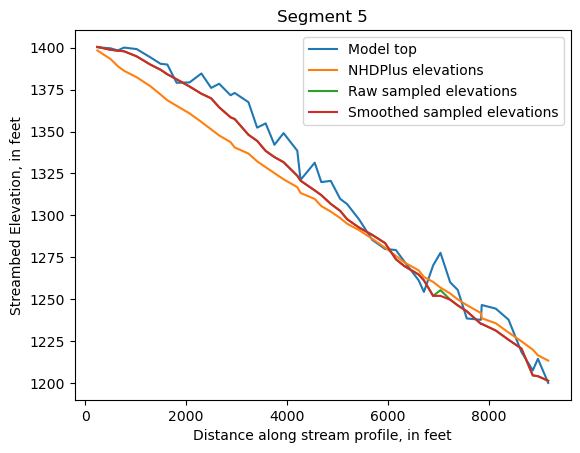 Segment 5
Model top
NHDPlus elevations
Raw sampled elevations
Smoothed sampled elevations
Streambed Elevation, in feet
1400
1375
1350
1325
1300
1275
1250
1225
1200
0 2000 4000 6000 8000
Distance along stream profile, in feet